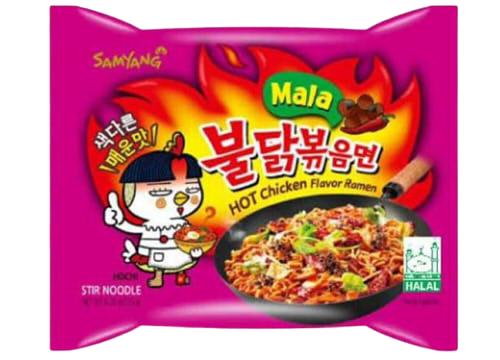 SAMYANG
Mala
색다른
매운맛
불닭볶음면
HOT Chicken Flavor Ramen
HOCHI
STIR NOODLE
HALAL